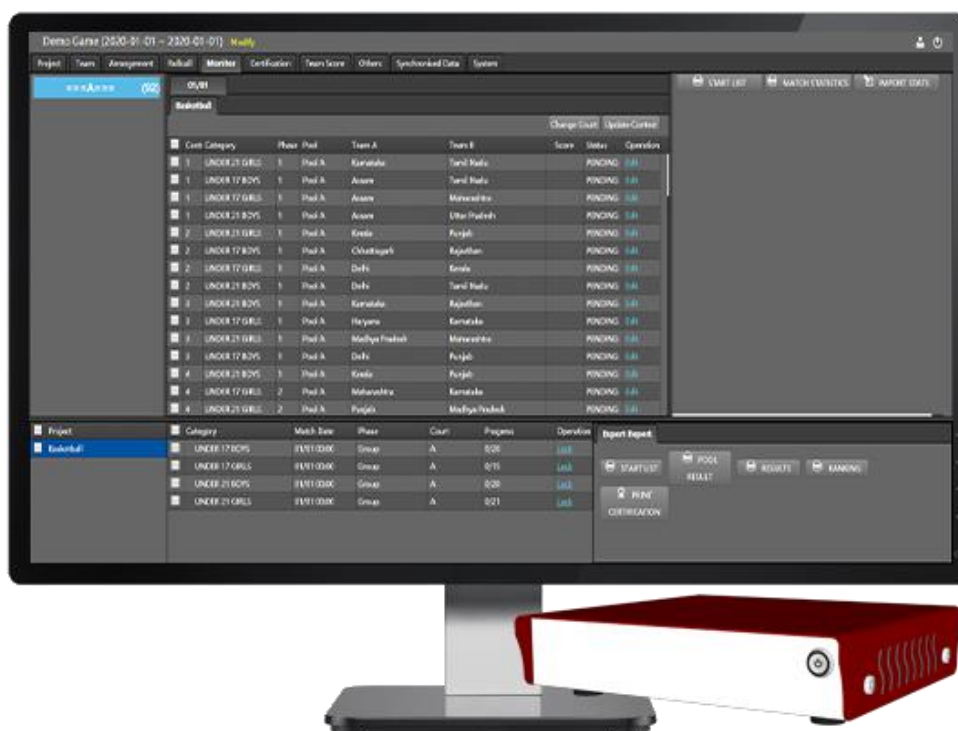 Demo Game (2020-01-01 ~ 2020-01-01) Modify
Project Team Arrangement Rollcall Monitor Certification Team Score Others Synchronised Data System
===A=== (92)
01/01
START LIST MATCH STATISTICS IMPORT STATS
Basketball
Change Court Update Contest
Cont Category Phase Pool Team A Team B Score Status Operation
1 UNDER 21 GIRLS 1 Pool A Karnataka Tamil Nadu PENDING Edit
1 UNDER 17 BOYS 1 Pool A Assam Tamil Nadu PENDING Edit
1 UNDER 17 GIRLS 1 Pool A Assam Maharashtra PENDING Edit
1 UNDER 21 BOYS 1 Pool A Assam Uttar Pradesh PENDING Edit
2 UNDER 21 GIRLS 1 Pool A Kerala Punjab PENDING Edit
2 UNDER 17 BOYS 1 Pool A Chhattisgarh Rajasthan PENDING Edit
2 UNDER 17 GIRLS 1 Pool A Delhi Kerala PENDING Edit
2 UNDER 21 BOYS 1 Pool A Delhi Tamil Nadu PENDING Edit
3 UNDER 21 BOYS 1 Pool A Karnataka Rajasthan PENDING Edit
3 UNDER 17 GIRLS 1 Pool A Haryana Karnataka PENDING Edit
3 UNDER 21 GIRLS 1 Pool A Madhya Pradesh Maharashtra PENDING Edit
3 UNDER 17 BOYS 1 Pool A Delhi Punjab PENDING Edit
4 UNDER 21 BOYS 1 Pool A Kerala Punjab PENDING Edit
4 UNDER 17 GIRLS 2 Pool A Maharashtra Karnataka PENDING Edit
4 UNDER 21 GIRLS 2 Pool A Punjab Madhya Pradesh PENDING Edit
Project
Basketball
Category Match Date Phase Court Progress Operation
UNDER 17 BOYS 01/01 00:00 Group A 0/20 Lock
UNDER 17 GIRLS 01/01 00:00 Group A 0/15 Lock
UNDER 21 BOYS 01/01 00:00 Group A 0/20 Lock
UNDER 21 GIRLS 01/01 00:00 Group A 0/21 Lock
Export Report
START LIST POOL RESULT RESULTS RANKING
PRINT CERTIFICATION